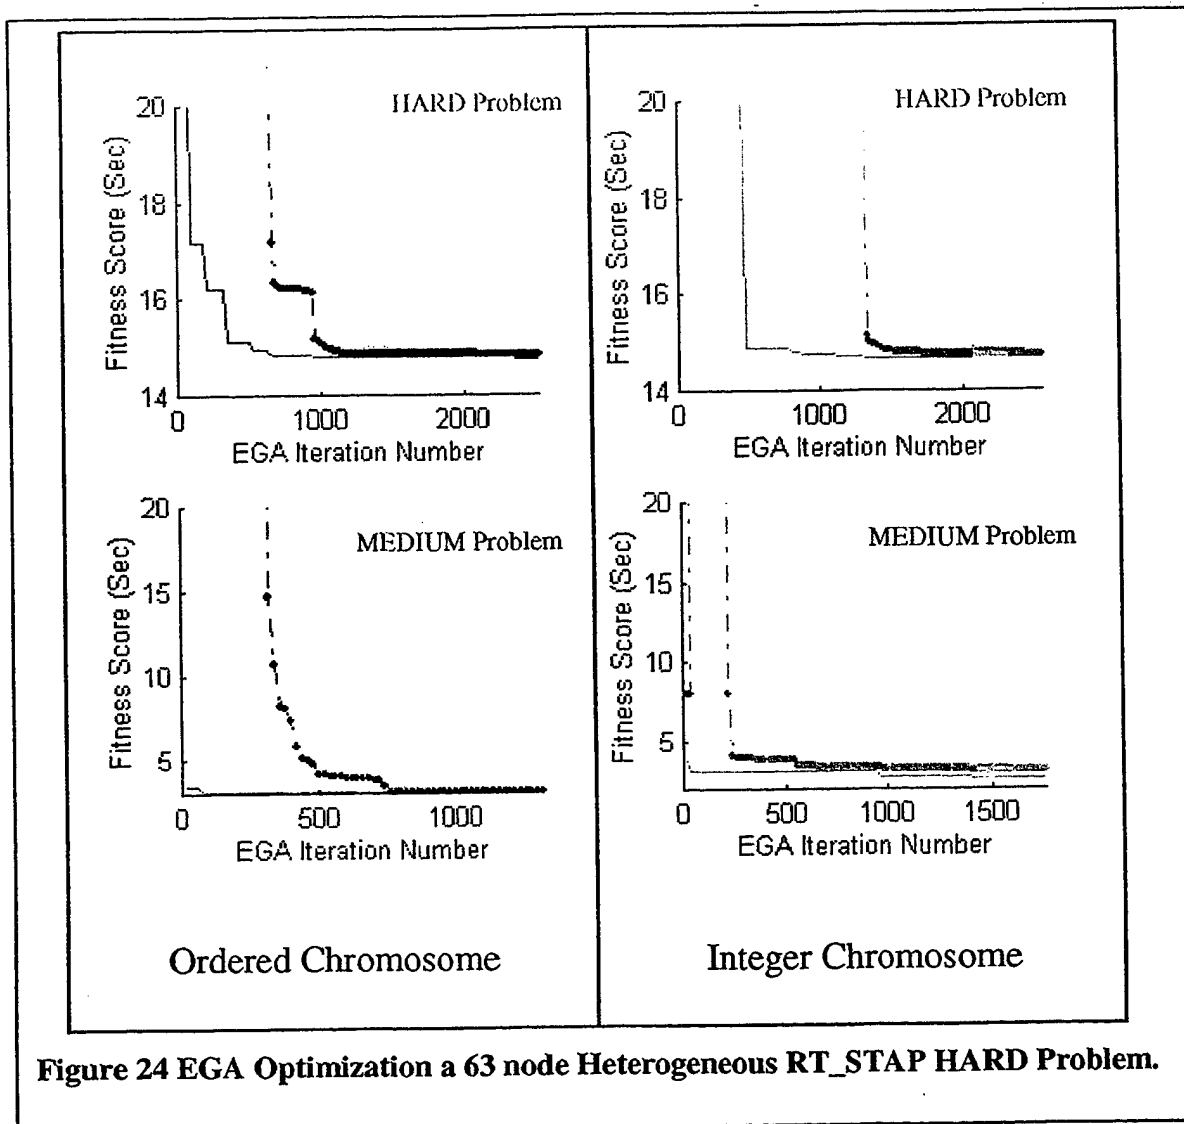 HARD Problem
20
18
16
14
Fitness Score (Sec)
0 1000 2000
EGA Iteration Number
HARD Problem
20
18
16
14
Fitness Score (Sec)
0 1000 2000
EGA Iteration Number
MEDIUM Problem
20
15
10
5
Fitness Score (Sec)
0 500 1000
EGA Iteration Number
MEDIUM Problem
20
15
10
5
Fitness Score (Sec)
0 500 1000 1500
EGA Iteration Number
Ordered Chromosome
Integer Chromosome
Figure 24 EGA Optimization a 63 node Heterogeneous RT_STAP HARD Problem.